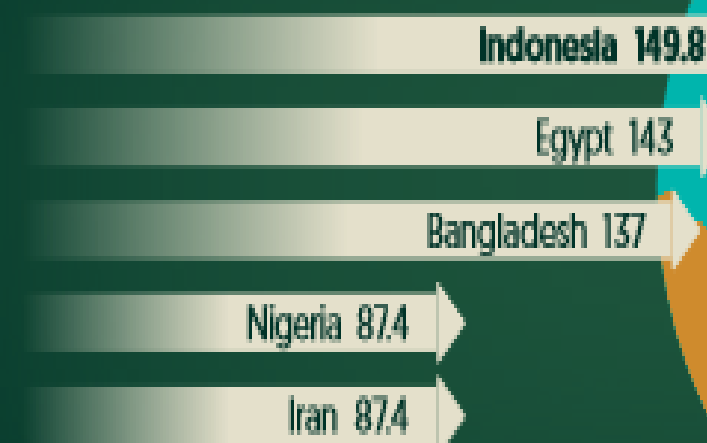 Indonesia 149.8
Egypt 143
Bangladesh 137
Nigeria 87.4
Iran 87.4